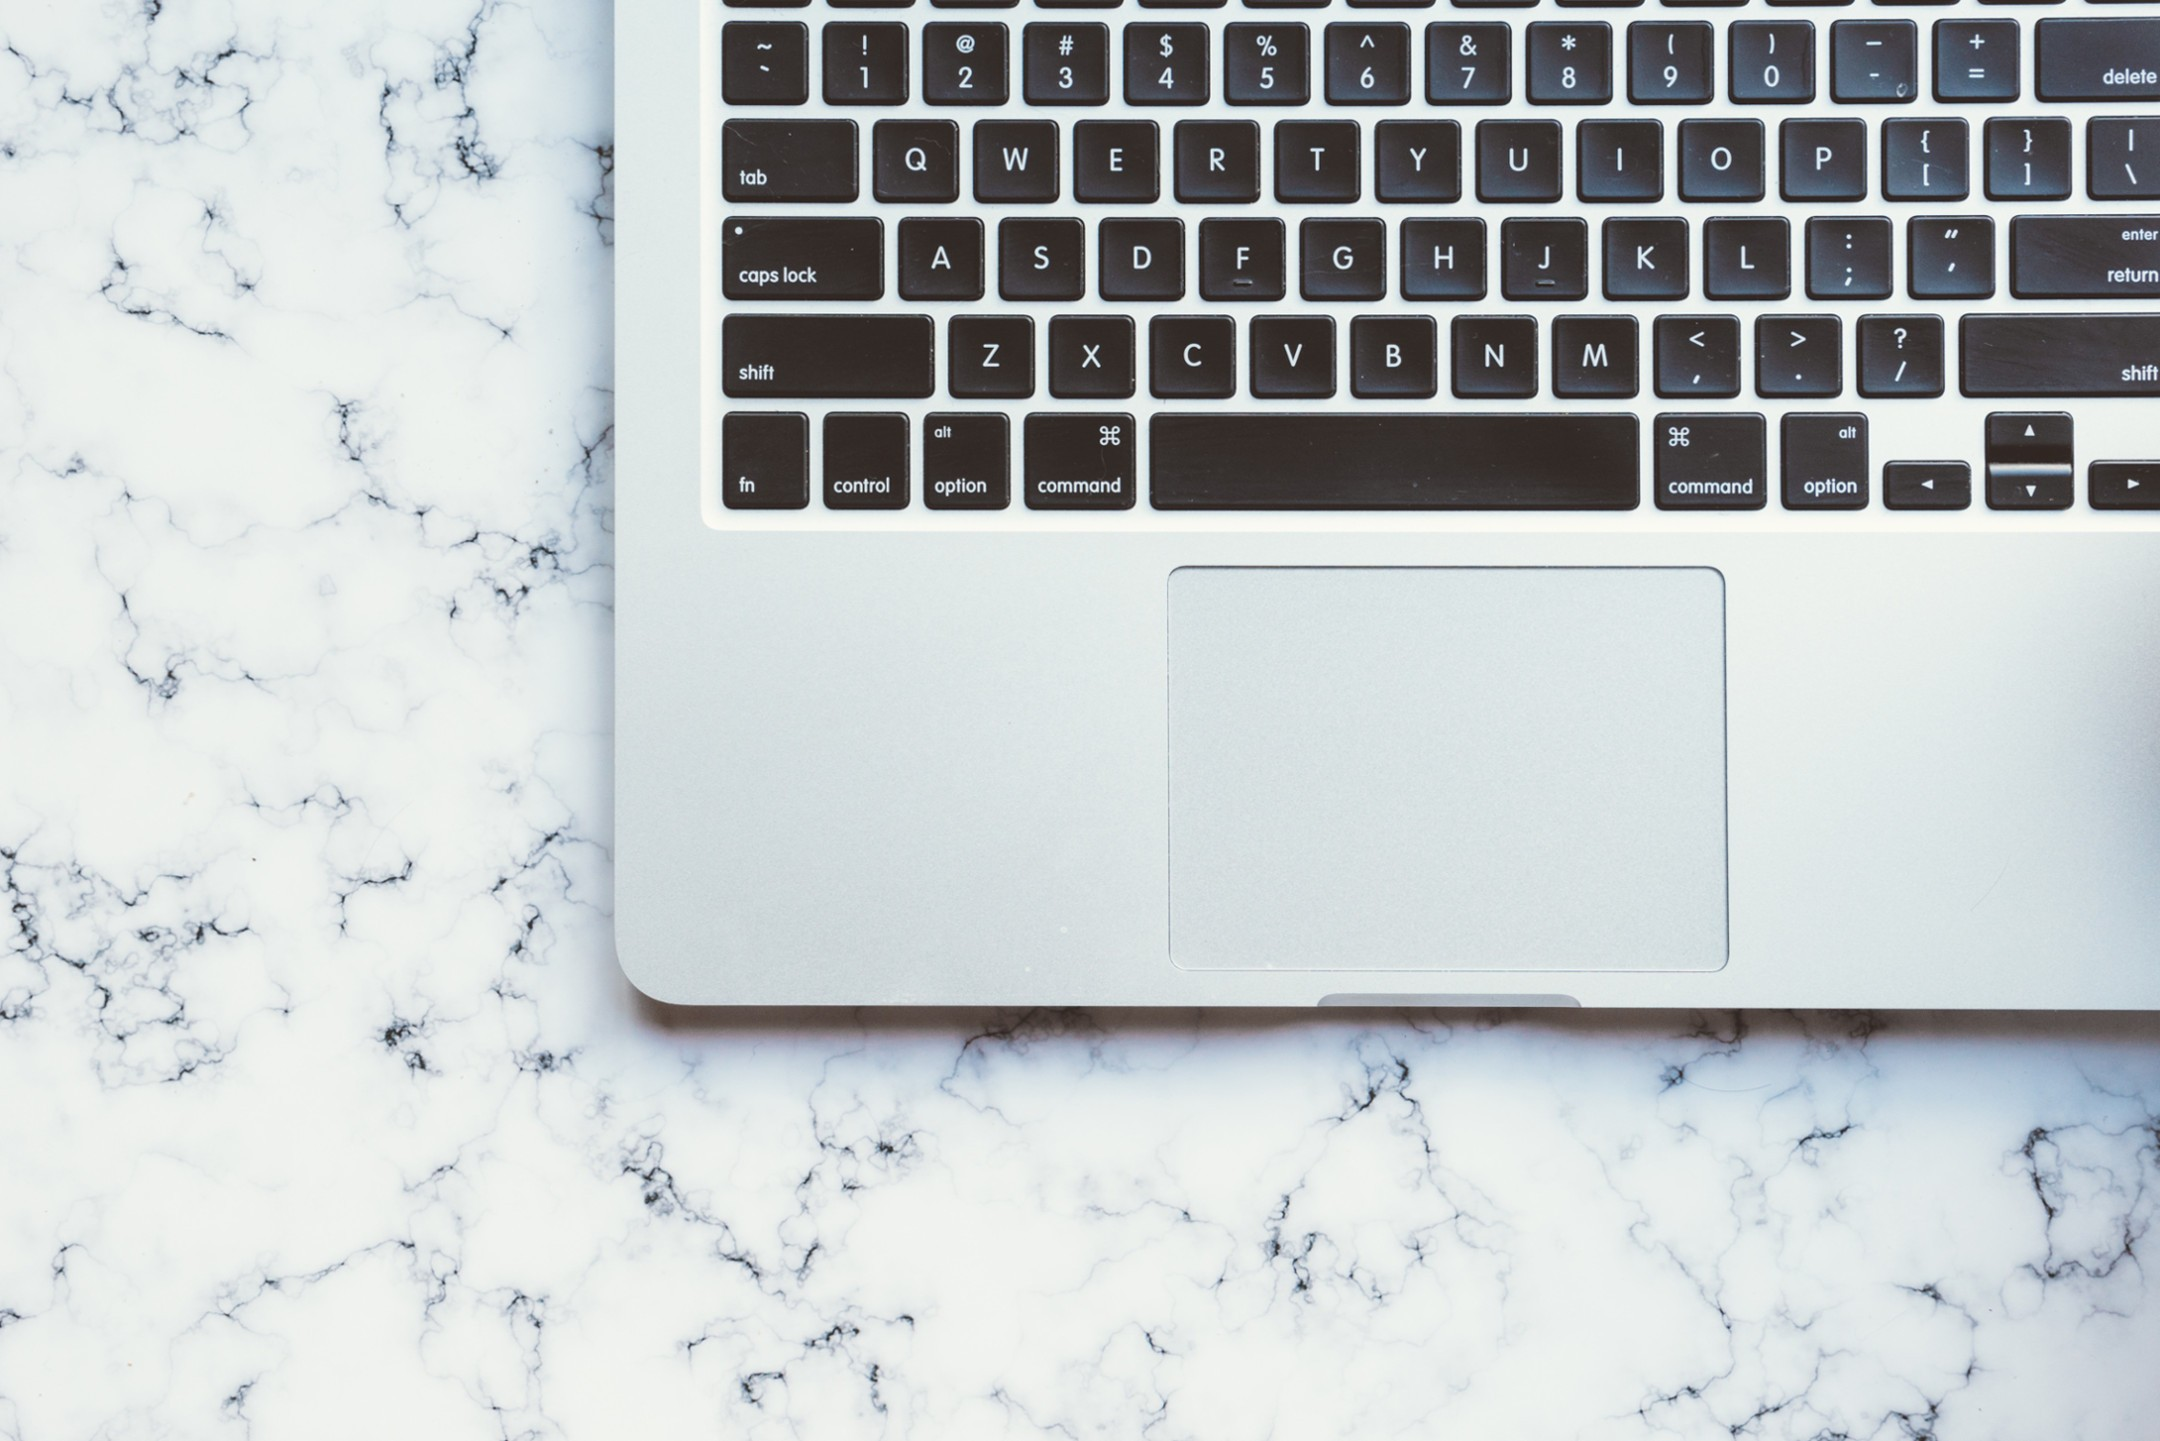 ~ ! @ # $ % ^ & * ( ) — +
` 1 2 3 4 5 6 7 8 9 0 - = delete
tab Q W E R T Y U I O P { } |
[ ] \
caps lock A S D F G H J K L : " enter
; ' return
shift Z X C V B N M < > ? shift
, . /
alt ⌘ ⌘ alt ▲
fn control option command command option ◄ ▼ ►